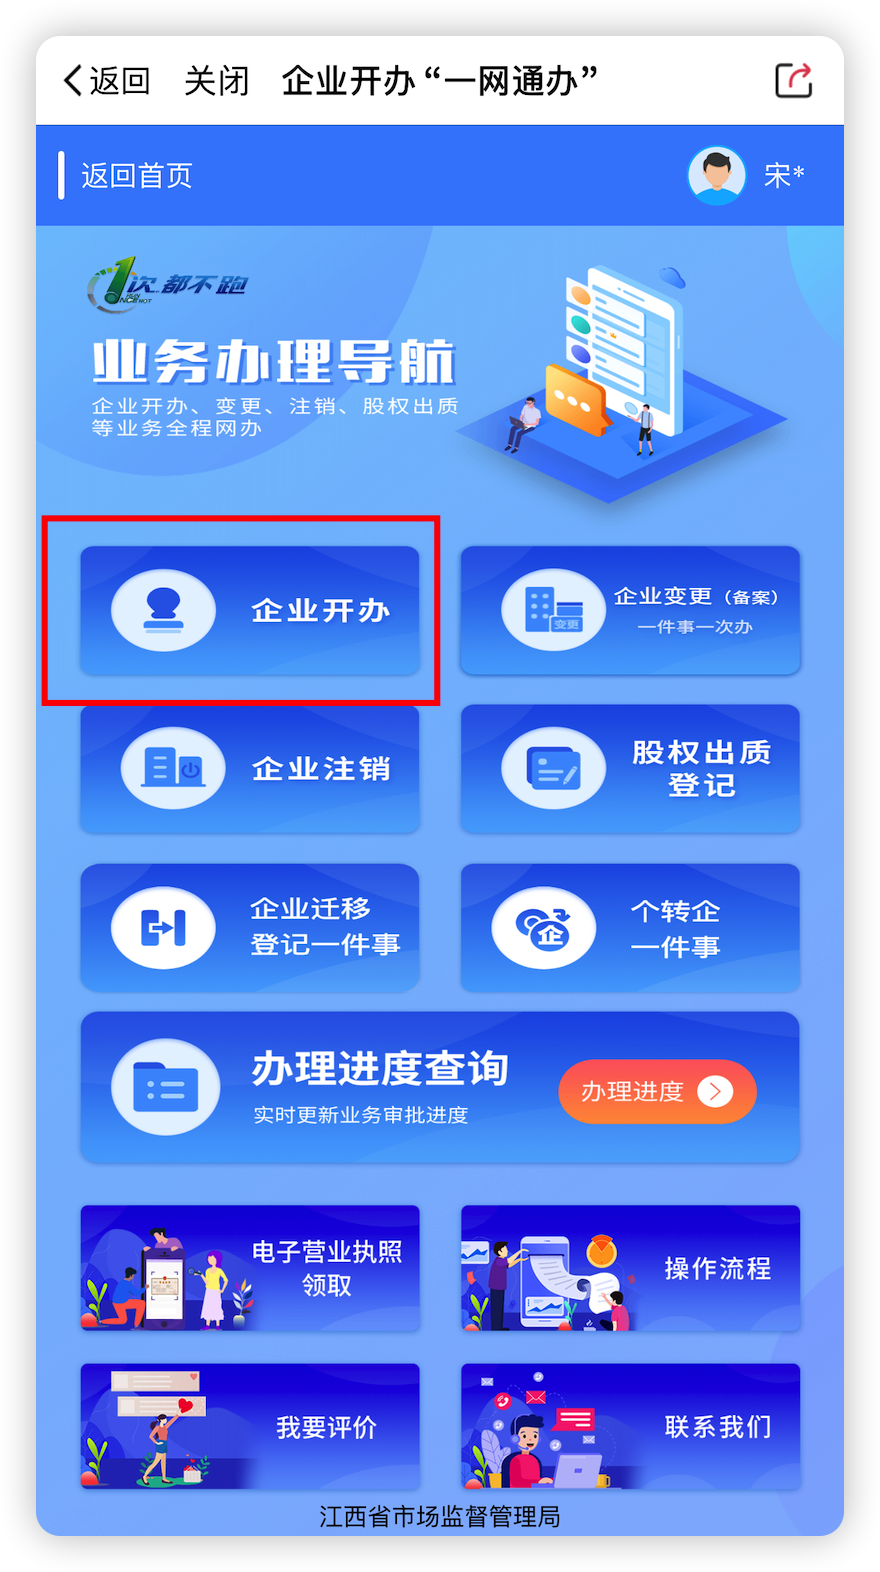 返回 关闭 企业开办“一网通办”
返回首页 宋*
1次都不跑
业务办理导航
企业开办、变更、注销、股权出质
等业务全程网办
企业开办
企业变更（备案）
一件事一次办
变更
企业注销
股权出质
登记
企业迁移
登记一件事
个转企
一件事
企
办理进度查询
实时更新业务审批进度
办理进度
电子营业执照
领取
操作流程
我要评价
联系我们
江西省市场监督管理局